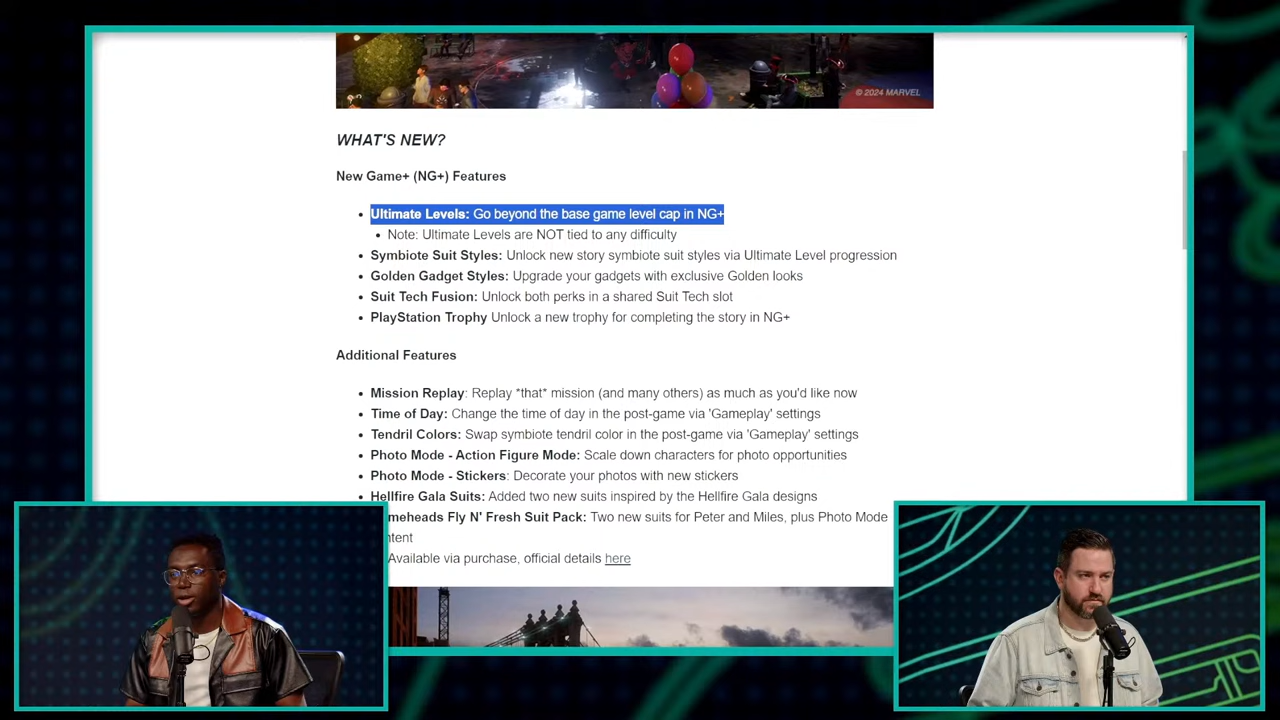 © 2024 MARVEL
WHAT'S NEW?
New Game+ (NG+) Features
• Ultimate Levels: Go beyond the base game level cap in NG+
• Note: Ultimate Levels are NOT tied to any difficulty
• Symbiote Suit Styles: Unlock new story symbiote suit styles via Ultimate Level progression
• Golden Gadget Styles: Upgrade your gadgets with exclusive Golden looks
• Suit Tech Fusion: Unlock both perks in a shared Suit Tech slot
• PlayStation Trophy Unlock a new trophy for completing the story in NG+
Additional Features
• Mission Replay: Replay *that* mission (and many others) as much as you'd like now
• Time of Day: Change the time of day in the post-game via 'Gameplay' settings
• Tendril Colors: Swap symbiote tendril color in the post-game via 'Gameplay' settings
• Photo Mode - Action Figure Mode: Scale down characters for photo opportunities
• Photo Mode - Stickers: Decorate your photos with new stickers
• Hellfire Gala Suits: Added two new suits inspired by the Hellfire Gala designs
meheads Fly N' Fresh Suit Pack: Two new suits for Peter and Miles, plus Photo Mode
ntent
Available via purchase, official details here